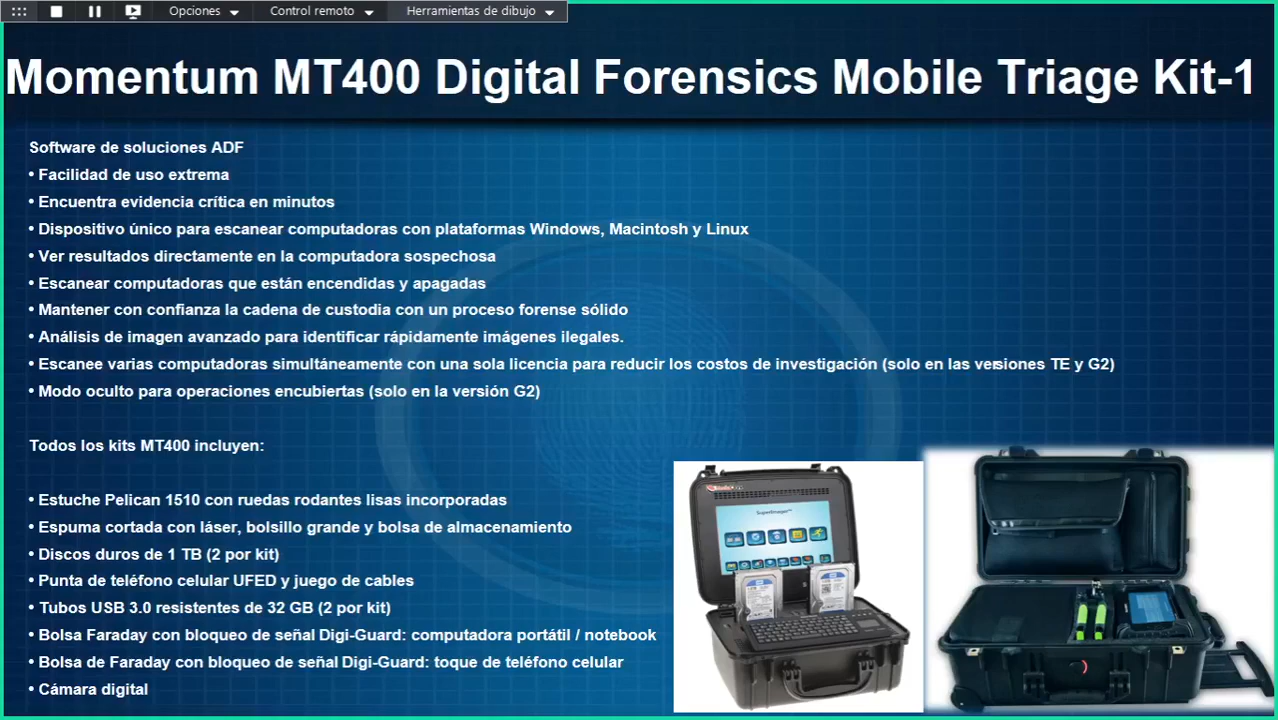 Opciones
Control remoto
Herramientas de dibujo
Momentum MT400 Digital Forensics Mobile Triage Kit-1
Software de soluciones ADF
• Facilidad de uso extrema
• Encuentra evidencia crítica en minutos
• Dispositivo único para escanear computadoras con plataformas Windows, Macintosh y Linux
• Ver resultados directamente en la computadora sospechosa
• Escanear computadoras que están encendidas y apagadas
• Mantener con confianza la cadena de custodia con un proceso forense sólido
• Análisis de imagen avanzado para identificar rápidamente imágenes ilegales.
• Escanee varias computadoras simultáneamente con una sola licencia para reducir los costos de investigación (solo en las versiones TE y G2)
• Modo oculto para operaciones encubiertas (solo en la versión G2)
Todos los kits MT400 incluyen:
• Estuche Pelican 1510 con ruedas rodantes lisas incorporadas
• Espuma cortada con láser, bolsillo grande y bolsa de almacenamiento
• Discos duros de 1 TB (2 por kit)
• Punta de teléfono celular UFED y juego de cables
• Tubos USB 3.0 resistentes de 32 GB (2 por kit)
• Bolsa Faraday con bloqueo de señal Digi-Guard: computadora portátil / notebook
• Bolsa de Faraday con bloqueo de señal Digi-Guard: toque de teléfono celular
• Cámara digital
SuperImager™